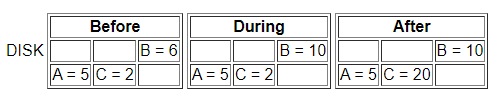 Before During After
DISK B = 6 B = 10 B = 10
A = 5 C = 2 A = 5 C = 2 A = 5 C = 20